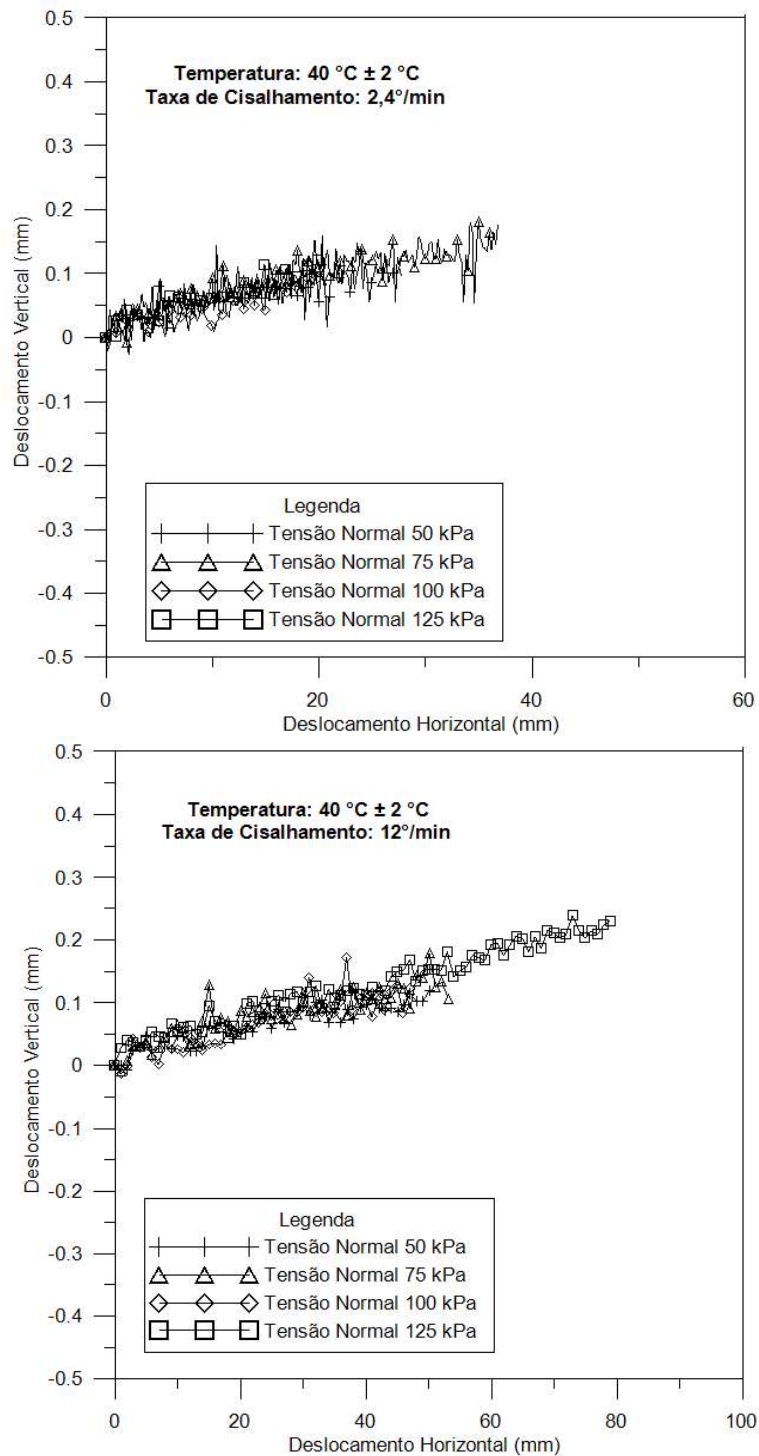 0.5
Temperatura: 40 °C ± 2 °C
Taxa de Cisalhamento: 2,4°/min
0.4
0.3
0.2
0.1
0
-0.1
-0.2
-0.3
-0.4
-0.5
Deslocamento Vertical (mm)
Legenda
Tensão Normal 50 kPa
Tensão Normal 75 kPa
Tensão Normal 100 kPa
Tensão Normal 125 kPa
0 20 40 60
Deslocamento Horizontal (mm)
0.5
Temperatura: 40 °C ± 2 °C
Taxa de Cisalhamento: 12°/min
0.4
0.3
0.2
0.1
0
-0.1
-0.2
-0.3
-0.4
-0.5
Deslocamento Vertical (mm)
Legenda
Tensão Normal 50 kPa
Tensão Normal 75 kPa
Tensão Normal 100 kPa
Tensão Normal 125 kPa
0 20 40 60 80 100
Deslocamento Horizontal (mm)